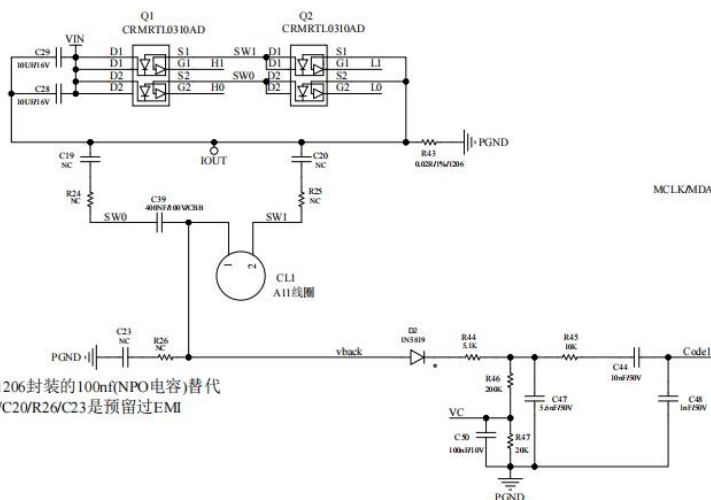 Q1
CRMRTL0310AD
Q2
CRMRTL0310AD
VIN
C29
10UF/16V
D1
D1
D2
D2
S1
G1
S2
G2
H1
H0
SW1
SW0
D1
D1
D2
D2
S1
G1
S2
G2
L1
L0
C28
10UF/16V
C19
NC
IOUT
C20
NC
R43
0.02R/1%/1206
PGND
R24
NC
R25
NC
MCLK/MDA
SW0
C39
400NF/100V/CBB
SW1
1
2
CL1
A11线圈
PGND
C23
NC
R26
NC
vback
D2
1N5819
R44
5.1K
R45
10K
C44
10nF/50V
Code1
1206封装的100nf(NPO电容)替代
/C20/R26/C23是预留过EMI
R46
200K
C47
5.6nF/50V
C48
1nF/50V
VC
C50
100nF/10V
R47
20K
PGND